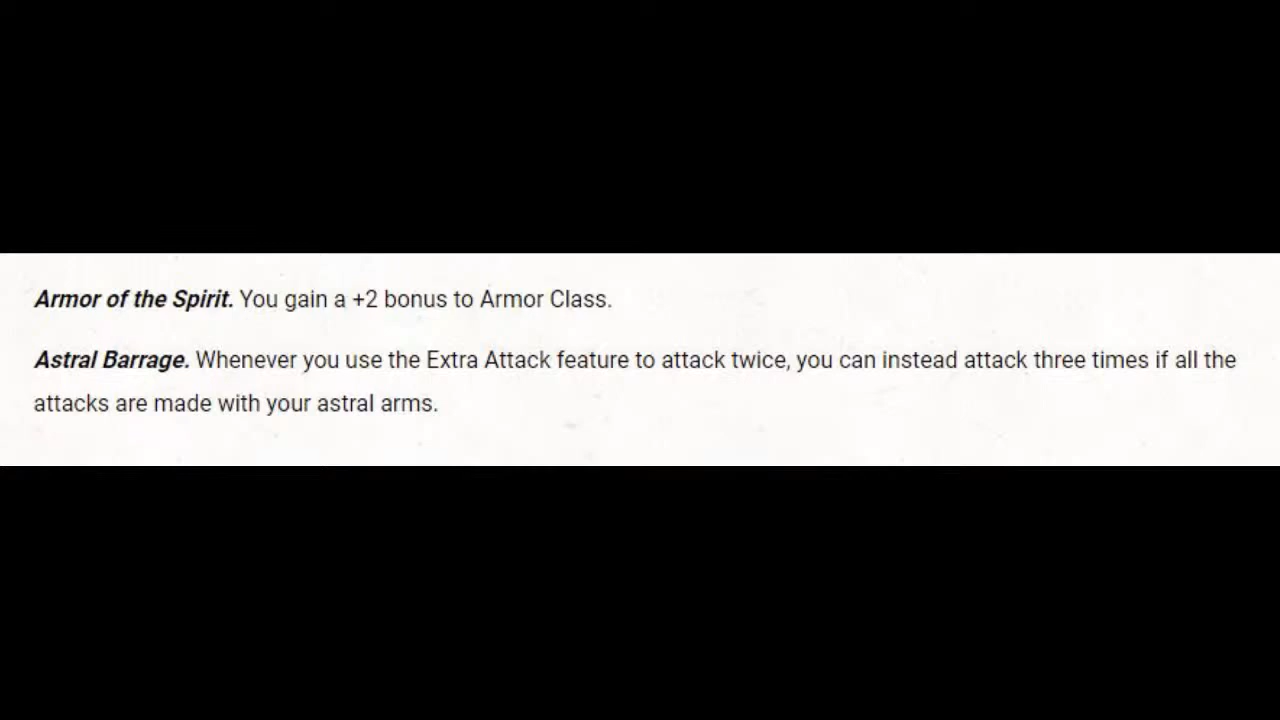 Armor of the Spirit. You gain a +2 bonus to Armor Class.
Astral Barrage. Whenever you use the Extra Attack feature to attack twice, you can instead attack three times if all the
attacks are made with your astral arms.